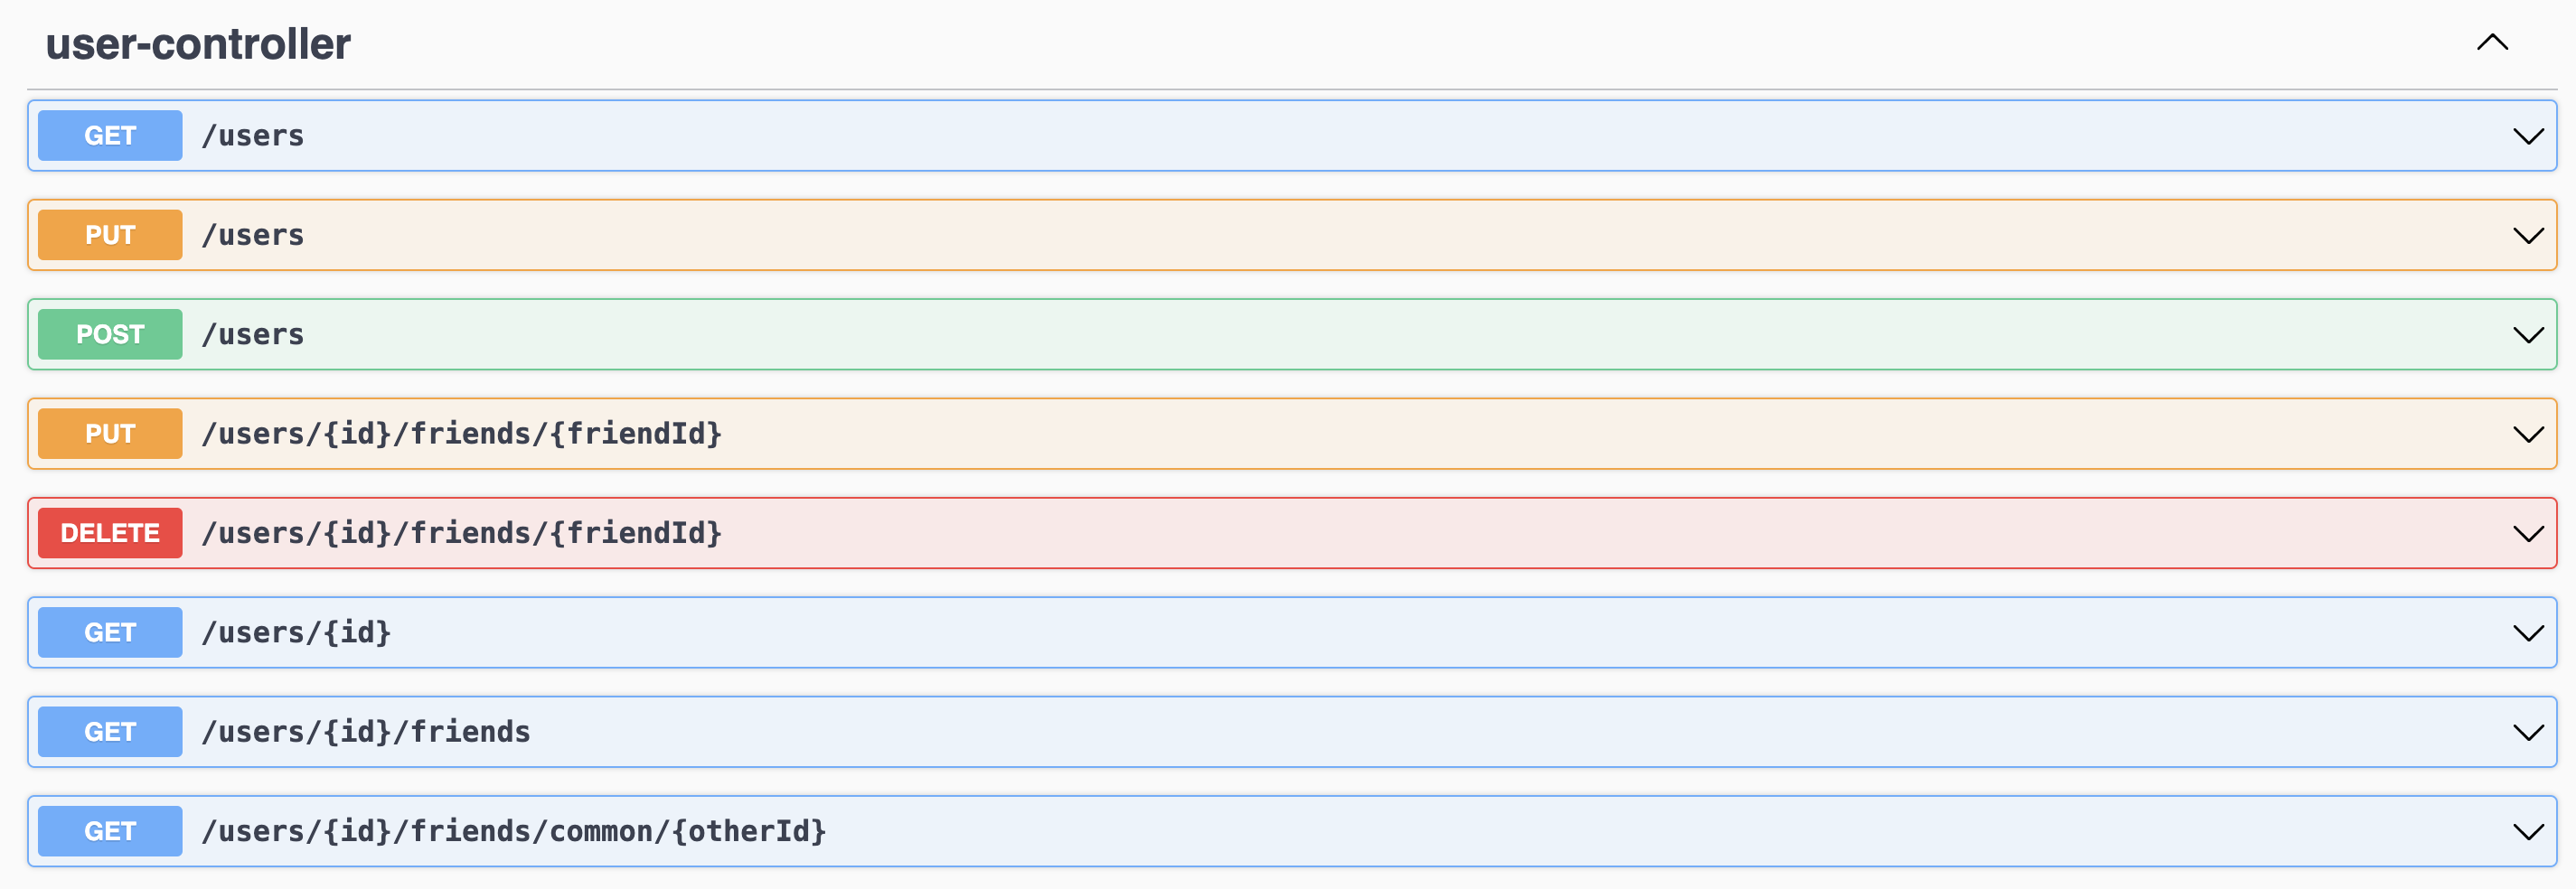 user-controller
GET /users
PUT /users
POST /users
PUT /users/{id}/friends/{friendId}
DELETE /users/{id}/friends/{friendId}
GET /users/{id}
GET /users/{id}/friends
GET /users/{id}/friends/common/{otherId}